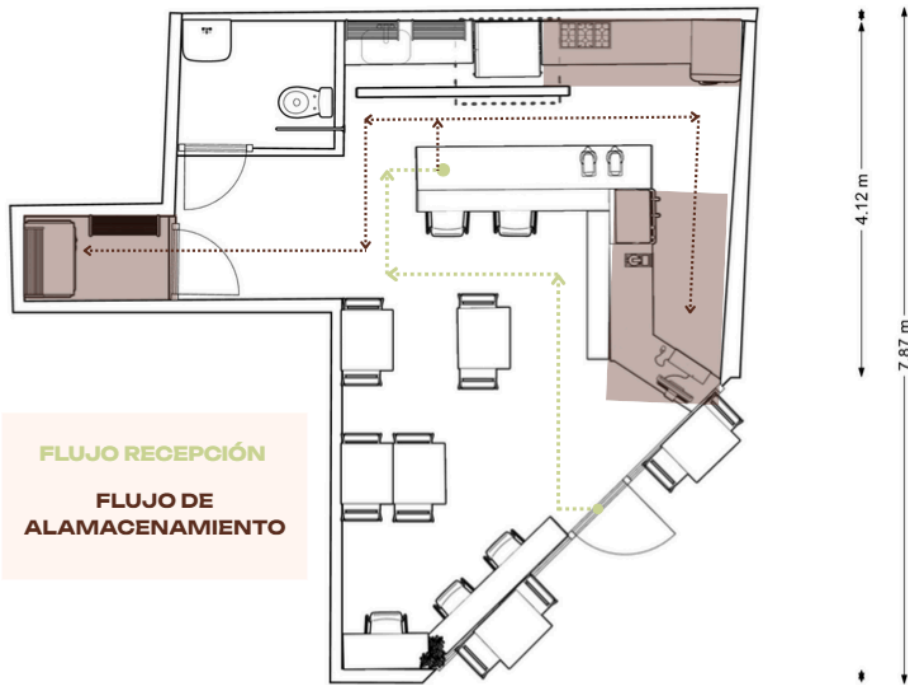 4.12 m
7.87 m
FLUJO RECEPCIÓN
FLUJO DE
ALAMACENAMIENTO